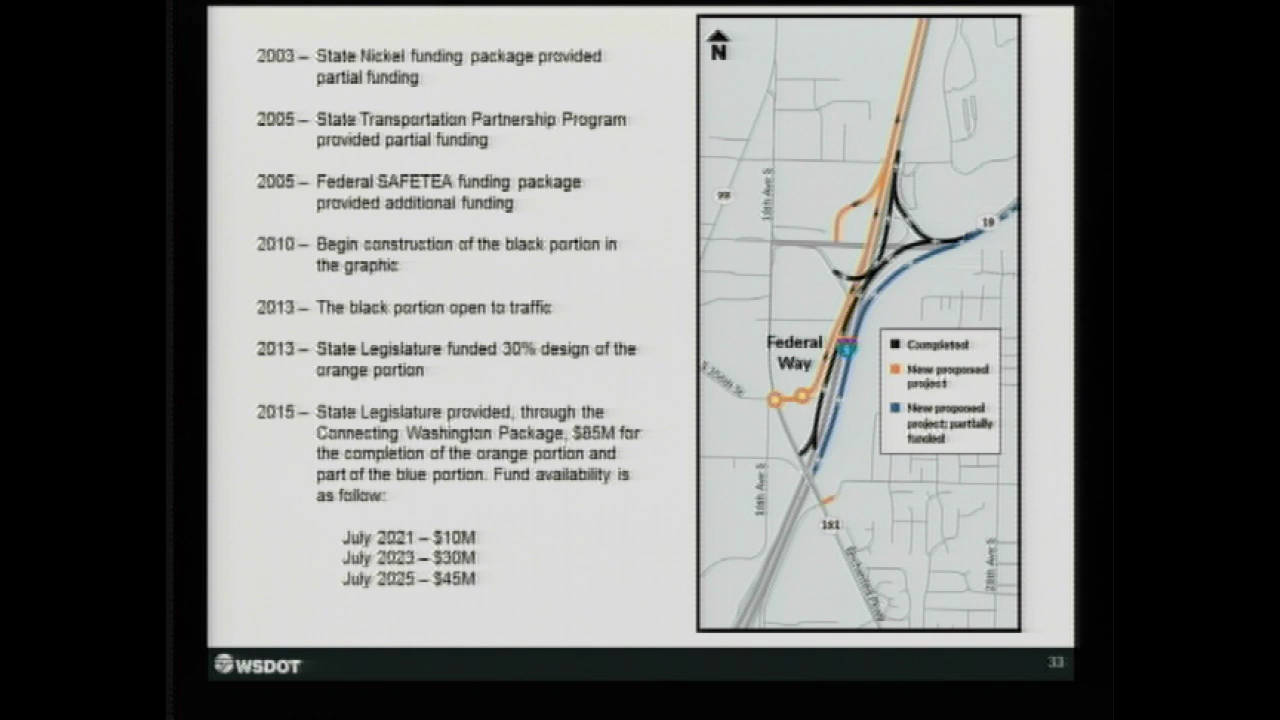 2003 – State Nickel funding package provided
partial funding
2005 – State Transportation Partnership Program
provided partial funding
2005 – Federal SAFETEA funding package
provided additional funding
2010 – Begin construction of the black portion in
the graphic
2013 – The black portion open to traffic
2013 – State Legislature funded 30% design of the
orange portion
2015 – State Legislature provided, through the
Connecting Washington Package, $85M for
the completion of the orange portion and
part of the blue portion. Fund availability is
as follow:
July 2021 – $10M
July 2023 – $30M
July 2025 – $45M
N
99
18
Federal
Way
Completed
New proposed
project
New proposed
project; partially
funded
S 356th St
161
WSDOT
33